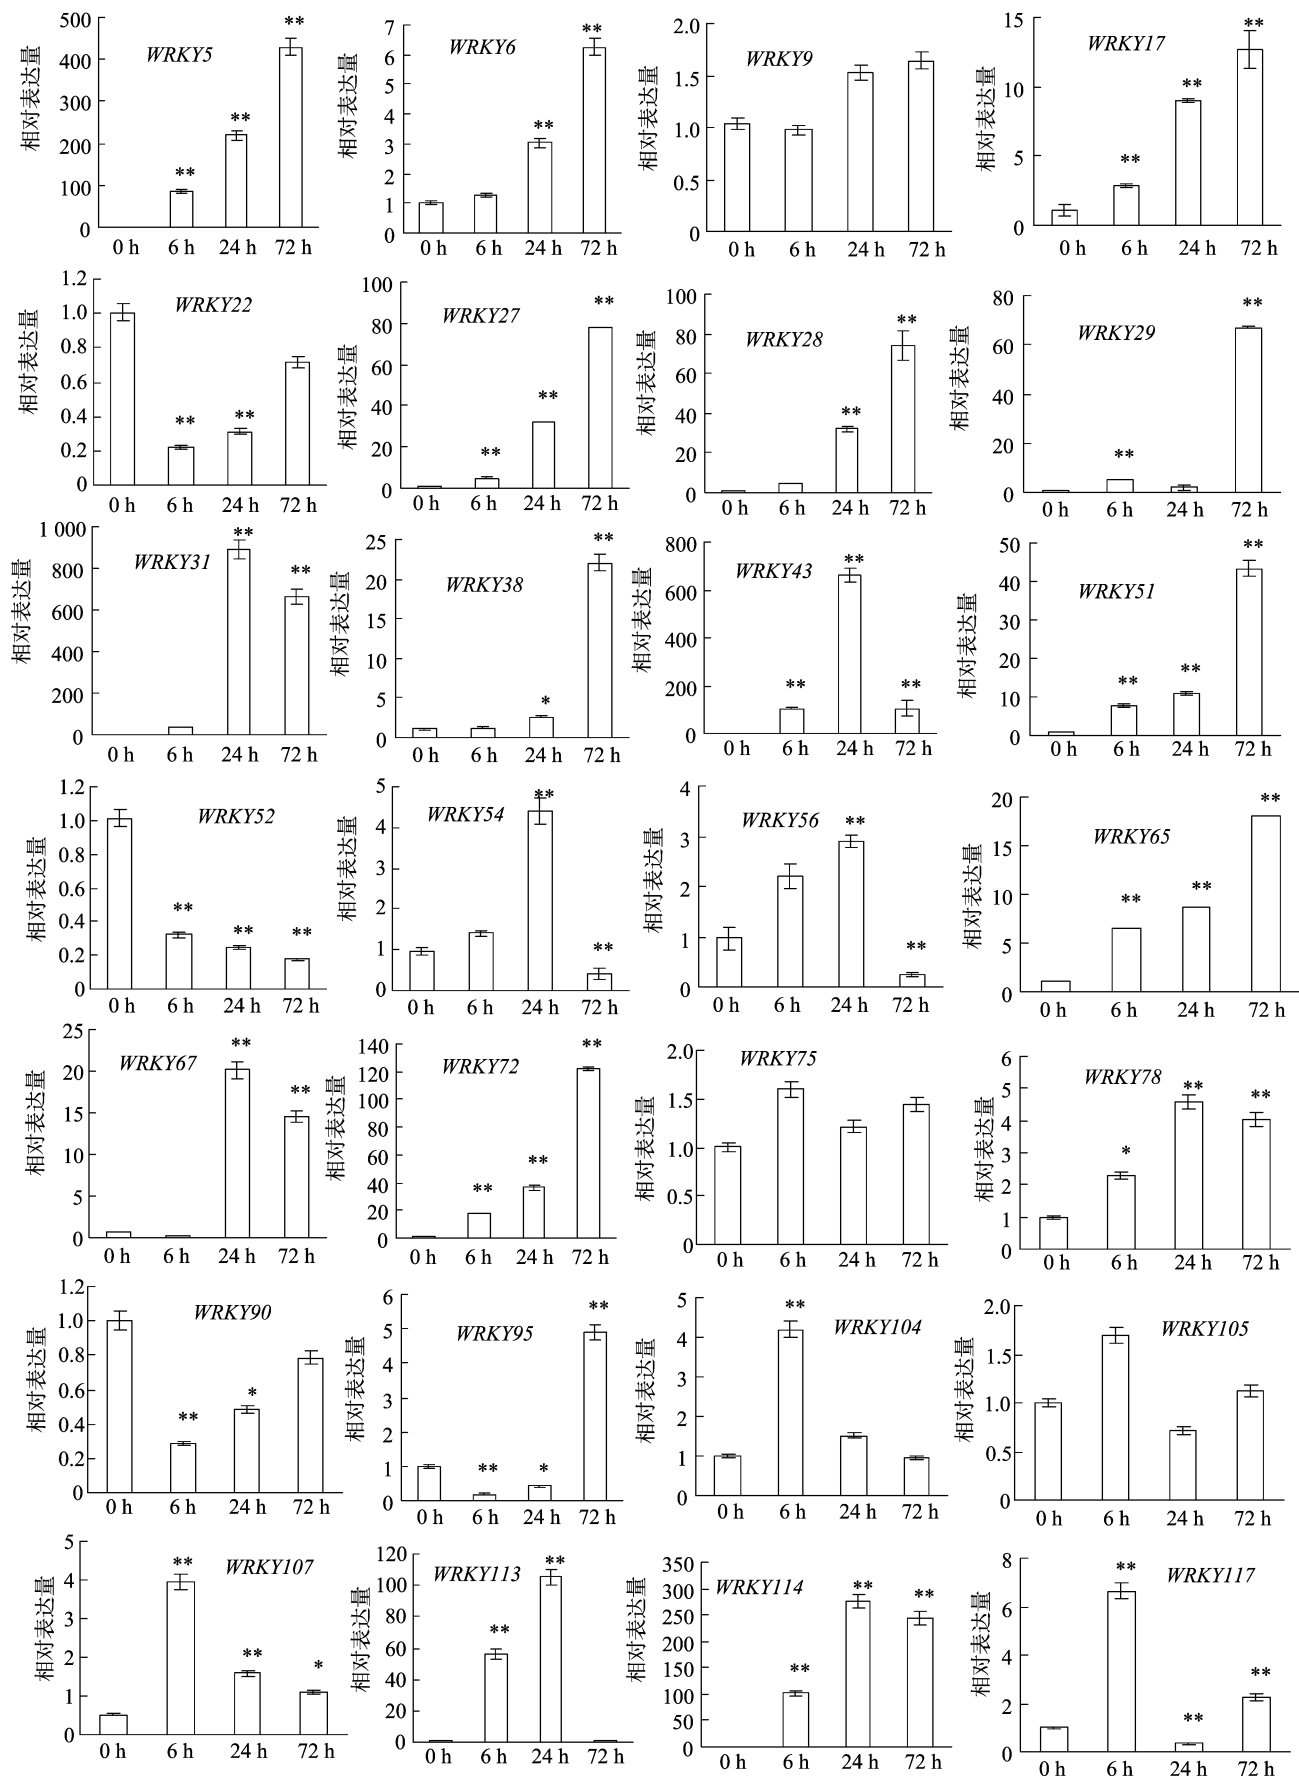 相对表达量 500 400 300 200 100 0 WRKY5 ** ** ** 0 h 6 h 24 h 72 h
相对表达量 7 6 5 4 3 2 1 0 WRKY6 ** ** 0 h 6 h 24 h 72 h
相对表达量 2.0 1.5 1.0 0.5 0 WRKY9 0 h 6 h 24 h 72 h
相对表达量 15 10 5 0 WRKY17 ** ** ** 0 h 6 h 24 h 72 h
相对表达量 1.2 1.0 0.8 0.6 0.4 0.2 0 WRKY22 ** ** 0 h 6 h 24 h 72 h
相对表达量 100 80 60 40 20 0 WRKY27 ** ** ** 0 h 6 h 24 h 72 h
相对表达量 100 80 60 40 20 0 WRKY28 ** ** 0 h 6 h 24 h 72 h
相对表达量 80 60 40 20 0 WRKY29 ** ** 0 h 6 h 24 h 72 h
相对表达量 1 000 800 600 400 200 0 WRKY31 ** ** 0 h 6 h 24 h 72 h
相对表达量 25 20 15 10 5 0 WRKY38 * ** 0 h 6 h 24 h 72 h
相对表达量 800 600 400 200 0 WRKY43 ** ** ** 0 h 6 h 24 h 72 h
相对表达量 50 40 30 20 10 0 WRKY51 ** ** ** 0 h 6 h 24 h 72 h
相对表达量 1.2 1.0 0.8 0.6 0.4 0.2 0 WRKY52 ** ** ** 0 h 6 h 24 h 72 h
相对表达量 5 4 3 2 1 0 WRKY54 ** ** 0 h 6 h 24 h 72 h
相对表达量 4 3 2 1 0 WRKY56 ** ** 0 h 6 h 24 h 72 h
相对表达量 20 15 10 5 0 WRKY65 ** ** ** 0 h 6 h 24 h 72 h
相对表达量 25 20 15 10 5 0 WRKY67 ** ** 0 h 6 h 24 h 72 h
相对表达量 140 120 100 80 60 40 20 0 WRKY72 ** ** ** 0 h 6 h 24 h 72 h
相对表达量 2.0 1.5 1.0 0.5 0 WRKY75 0 h 6 h 24 h 72 h
相对表达量 6 5 4 3 2 1 0 WRKY78 * ** ** 0 h 6 h 24 h 72 h
相对表达量 1.2 1.0 0.8 0.6 0.4 0.2 0 WRKY90 ** * 0 h 6 h 24 h 72 h
相对表达量 6 5 4 3 2 1 0 WRKY95 ** * ** 0 h 6 h 24 h 72 h
相对表达量 5 4 3 2 1 0 WRKY104 ** 0 h 6 h 24 h 72 h
相对表达量 2.0 1.5 1.0 0.5 0 WRKY105 0 h 6 h 24 h 72 h
相对表达量 5 4 3 2 1 0 WRKY107 ** ** * 0 h 6 h 24 h 72 h
相对表达量 120 100 80 60 40 20 0 WRKY113 ** ** 0 h 6 h 24 h 72 h
相对表达量 350 300 250 200 150 100 50 0 WRKY114 ** ** ** 0 h 6 h 24 h 72 h
相对表达量 8 6 4 2 0 WRKY117 ** ** ** 0 h 6 h 24 h 72 h